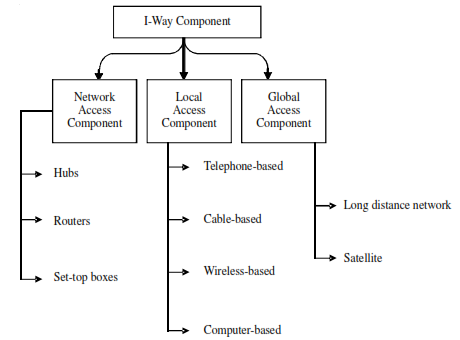 I-Way Component
Network
Access
Component
Local
Access
Component
Global
Access
Component
Hubs
Routers
Set-top boxes
Telephone-based
Cable-based
Wireless-based
Computer-based
Long distance network
Satellite